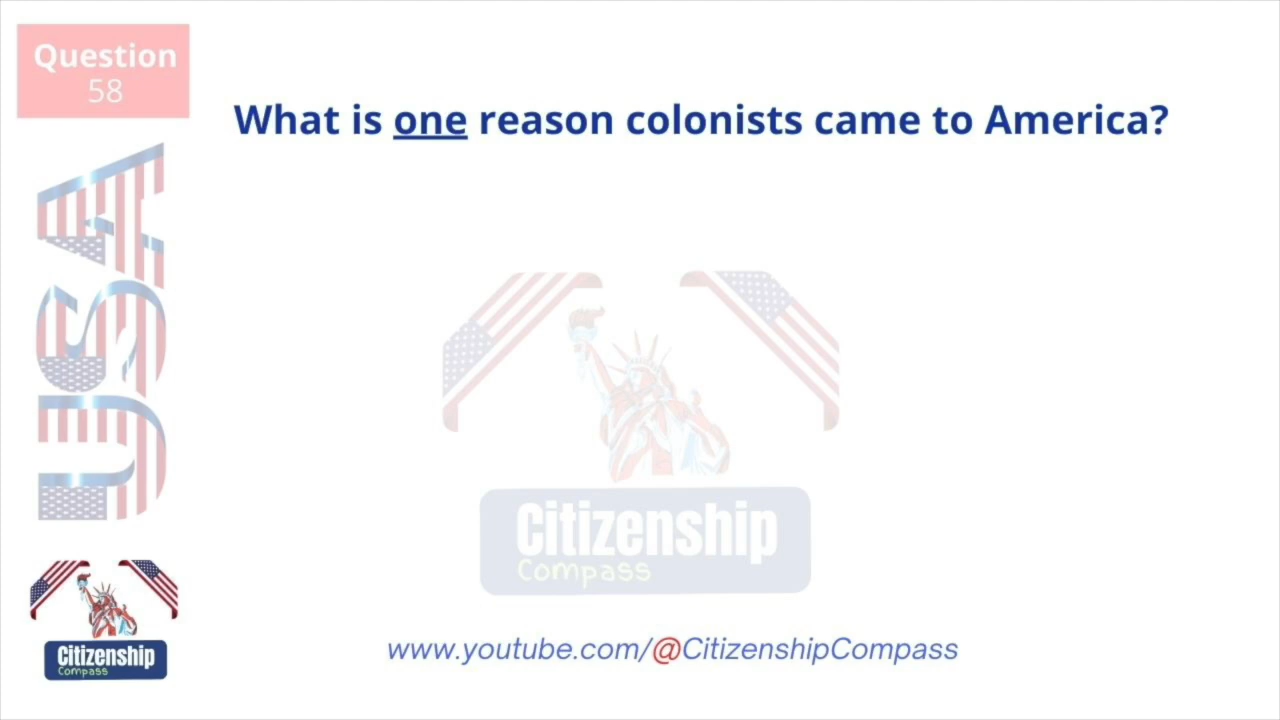 Question
58
What is one reason colonists came to America?
USA
Citizenship
Compass
Citizenship
Compass
www.youtube.com/@CitizenshipCompass